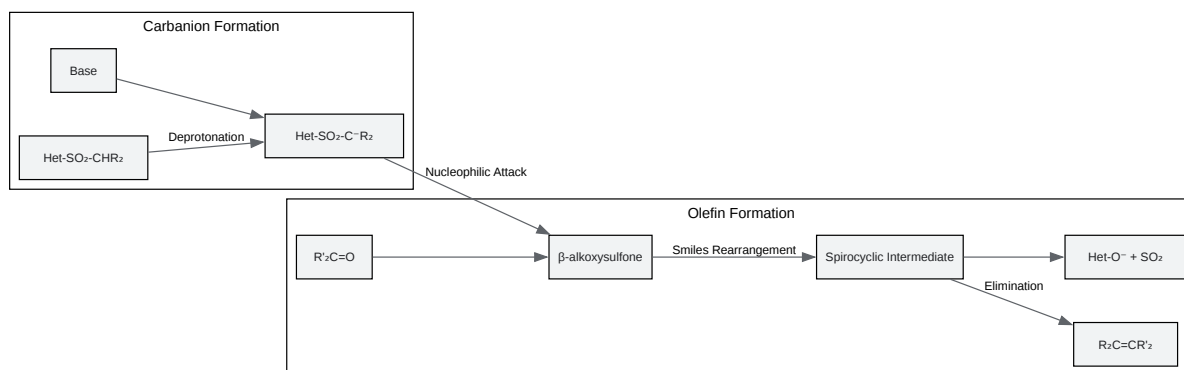 Carbanion Formation
Base
Deprotonation
Het-SO₂-CHR₂
Het-SO₂-C⁻R₂
Nucleophilic Attack
Olefin Formation
R'₂C=O
β-alkoxysulfone
Smiles Rearrangement
Spirocyclic Intermediate
Het-O⁻ + SO₂
Elimination
R₂C=CR'₂